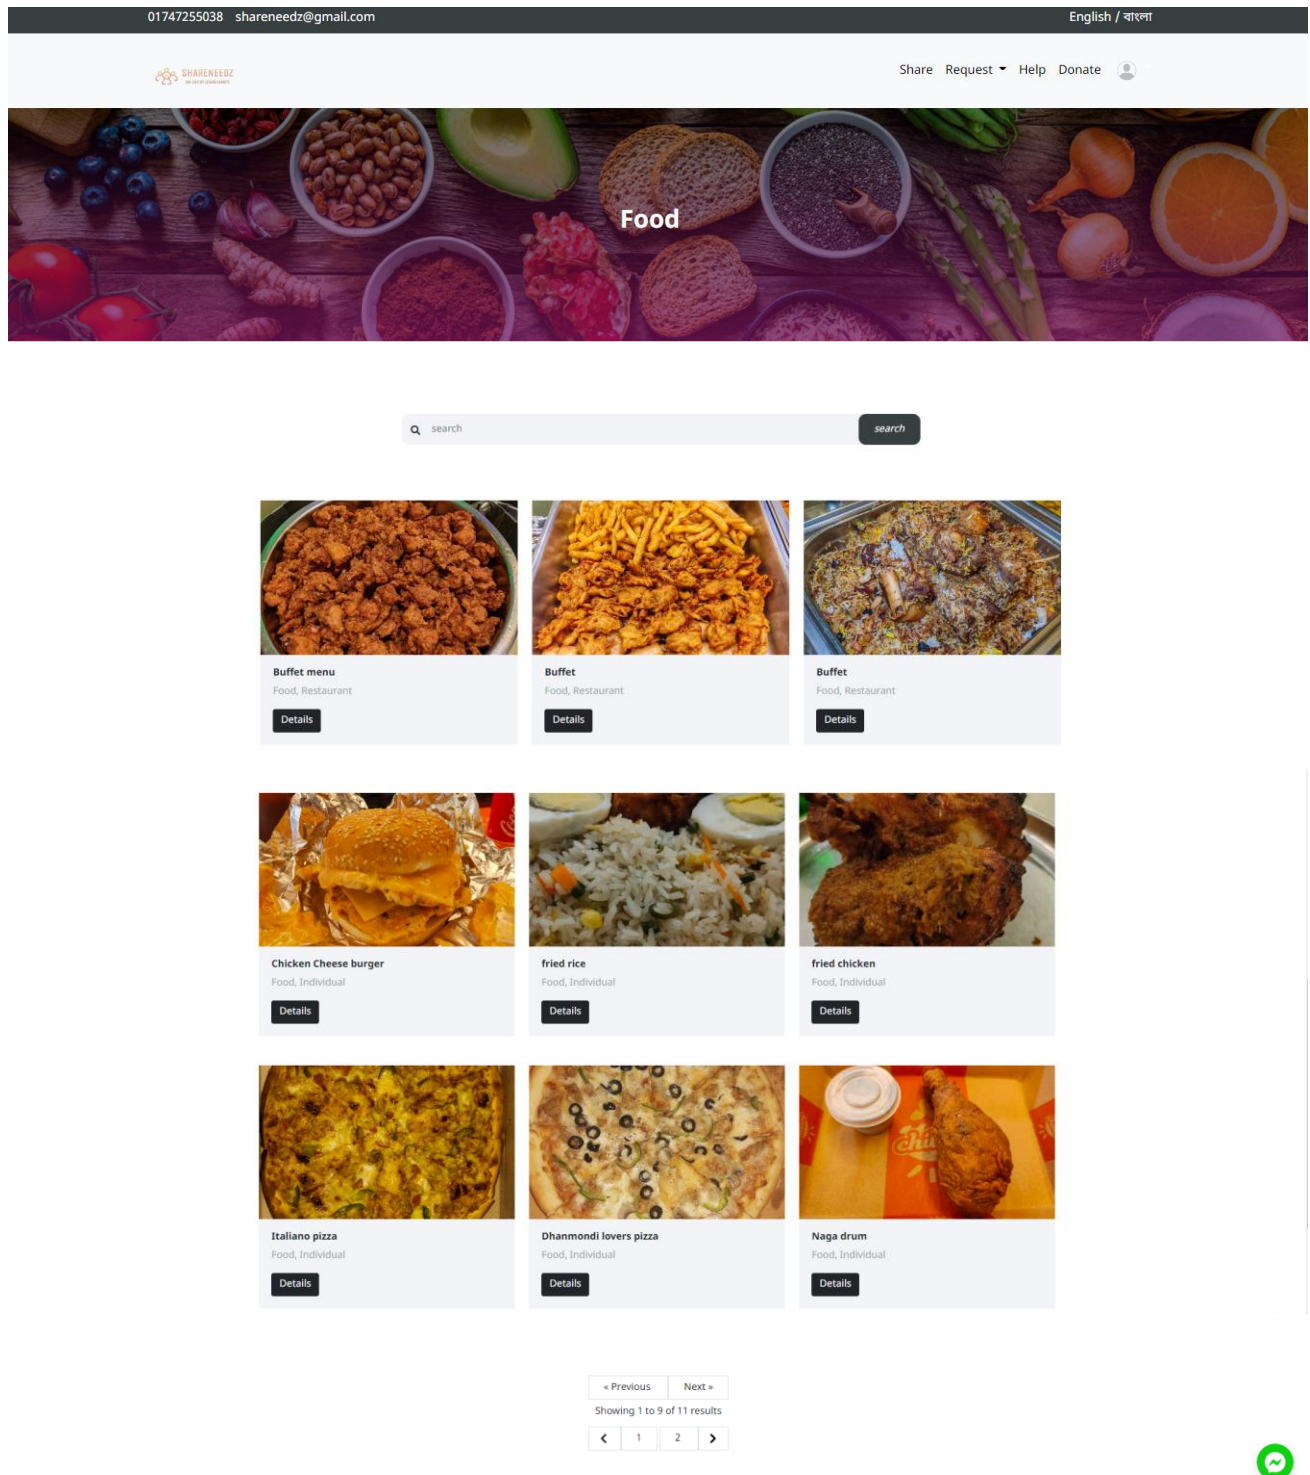 01747255038 shareneedz@gmail.com English / বাংলা
SHARENEEDZ
Share Request Help Donate
Food
search search
Buffet menu Buffet Buffet
Food, Restaurant Food, Restaurant Food, Restaurant
Details Details Details
Chicken Cheese burger fried rice fried chicken
Food, Individual Food, Individual Food, Individual
Details Details Details
Italiano pizza Dhanmondi lovers pizza Naga drum
Food, Individual Food, Individual Food, Individual
Details Details Details
« Previous Next »
Showing 1 to 9 of 11 results
1 2